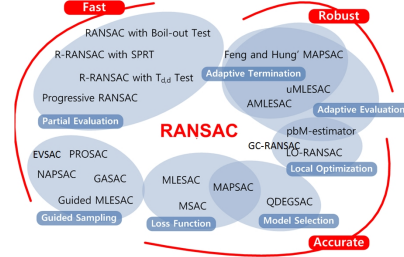 Fast
Robust
RANSAC with Bail-out Test
R-RANSAC with SPRT
R-RANSAC with Td,d Test
Progressive RANSAC
Partial Evaluation
Feng and Hung' MAPSAC
Adaptive Termination
uMLESAC
AMLESAC
Adaptive Evaluation
RANSAC
pbM-estimator
GC-RANSAC
LO-RANSAC
Local Optimization
EVSAC
PROSAC
NAPSAC
GASAC
Guided MLESAC
Guided Sampling
MLESAC
MAPSAC
MSAC
Loss Function
QDEGSAC
Model Selection
Accurate